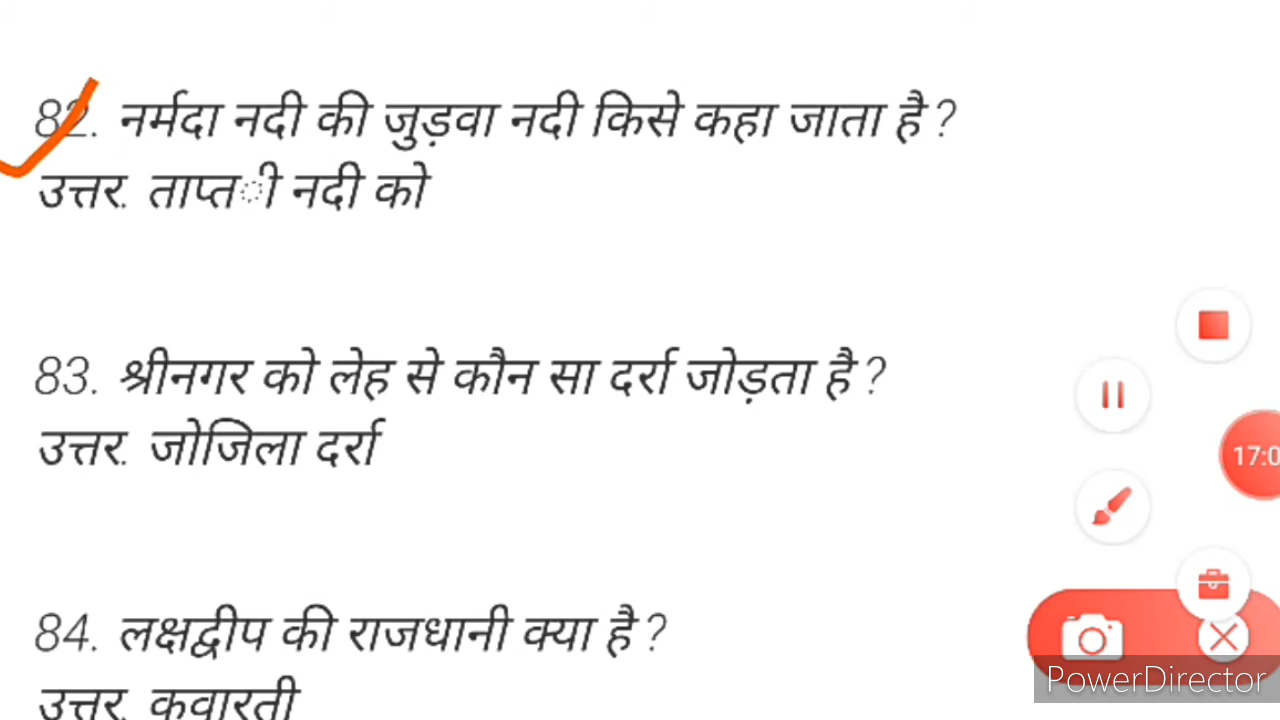 82. नर्मदा नदी की जुड़वा नदी किसे कहा जाता है?
उत्तर. ताप्त​ी नदी को
83. श्रीनगर को लेह से कौन सा दर्रा जोड़ता है?
उत्तर. जोजिला दर्रा
17:0
84. लक्षद्वीप की राजधानी क्या है?
उत्तर. कवारती
PowerDirector